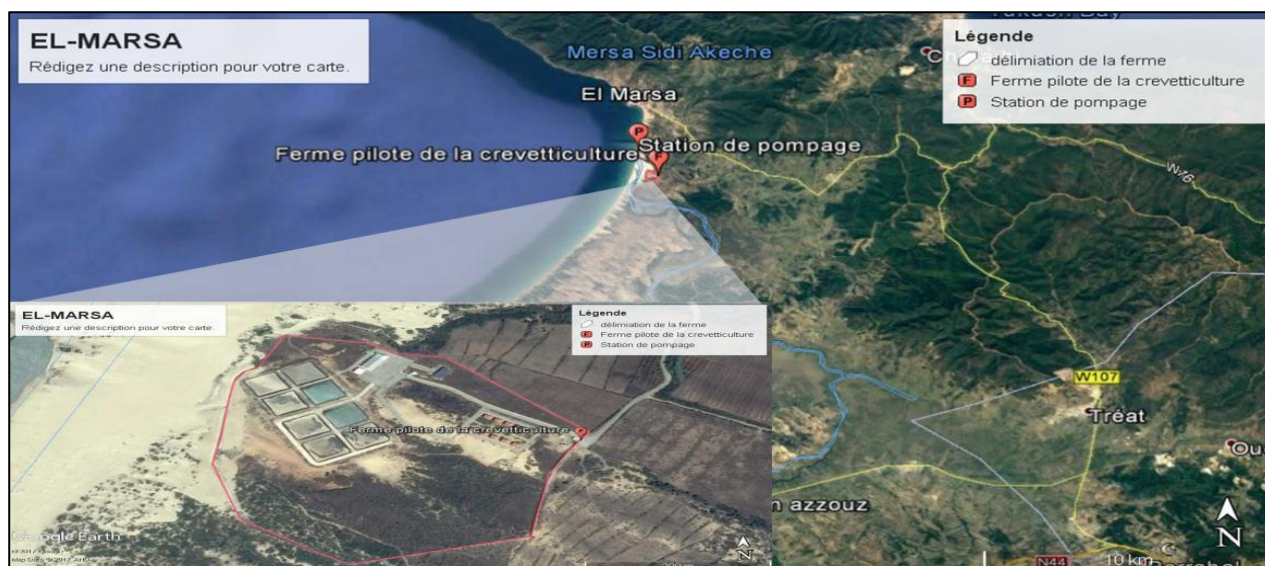 EL-MARSA
Rédigez une description pour votre carte.
Légende
délimiation de la ferme
F Ferme pilote de la crevetticulture
P Station de pompage
Mersa Sidi Akeche
El Marsa
P
Station de pompage
Ferme pilote de la crevetticulture
W107
Tréat
n azzouz
N
N44
10 km
EL-MARSA
Rédigez une description pour votre carte.
Légende
délimiation de la ferme
F Ferme pilote de la crevetticulture
P Station de pompage
Ferme pilote de la crevetticulture
Google Earth
N